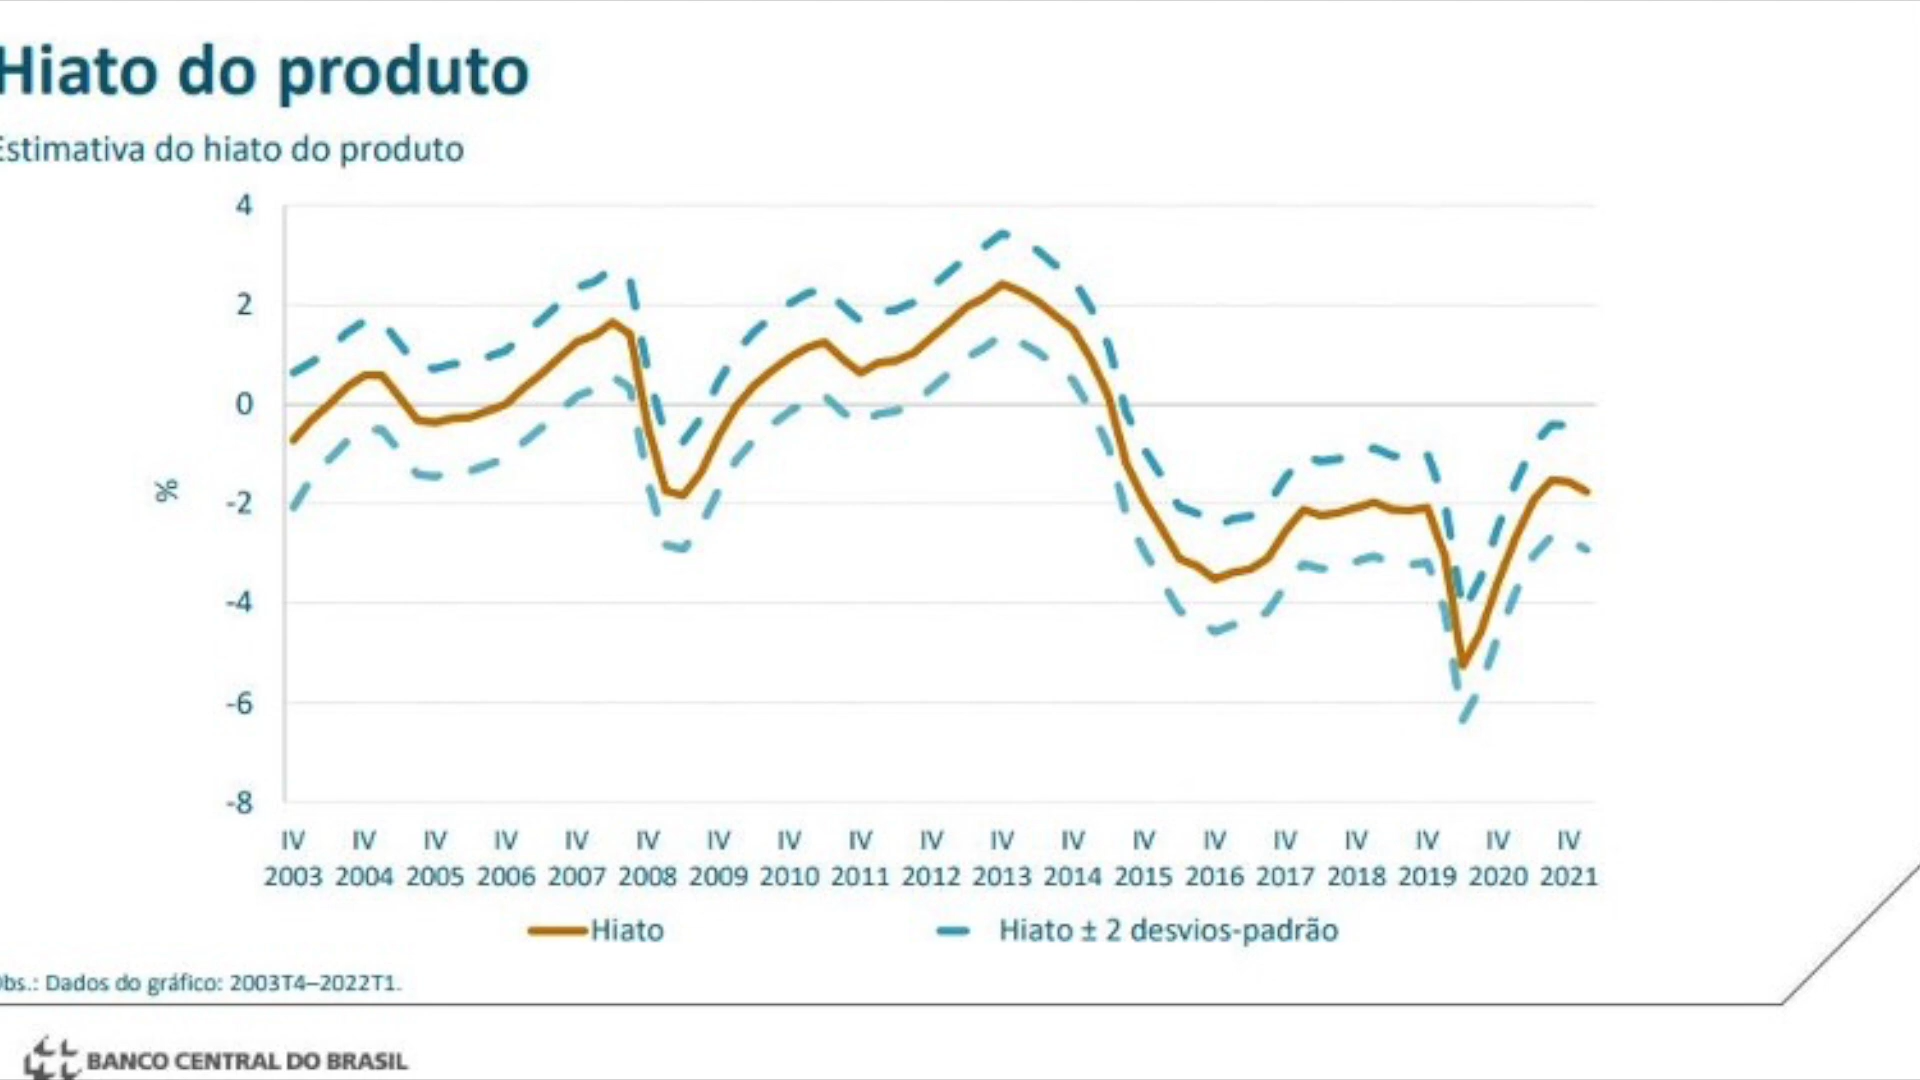 Hiato do produto
Estimativa do hiato do produto
4
2
0
-2
-4
-6
-8
%
IV IV IV IV IV IV IV IV IV IV IV IV IV IV IV IV IV IV IV
2003 2004 2005 2006 2007 2008 2009 2010 2011 2012 2013 2014 2015 2016 2017 2018 2019 2020 2021
Hiato Hiato ± 2 desvios-padrão
Obs.: Dados do gráfico: 2003T4–2022T1.
BANCO CENTRAL DO BRASIL